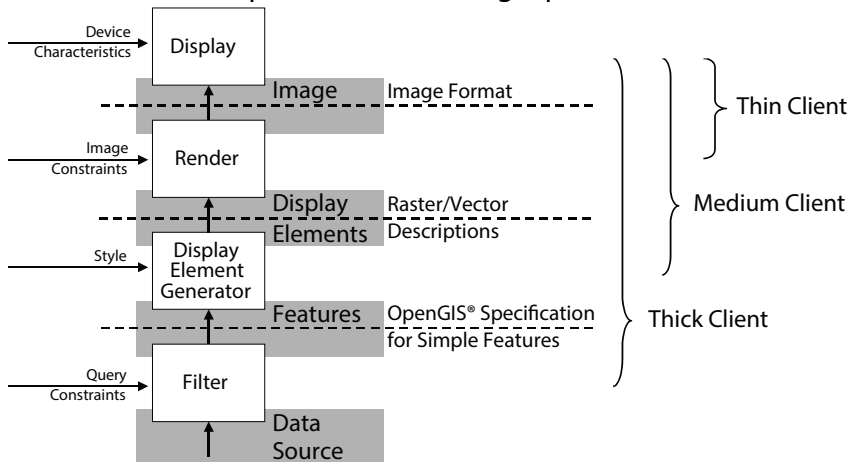 Device
Characteristics
Display
Image
Image Format
Thin Client
Image
Constraints
Render
Display
Elements
Raster/Vector
Descriptions
Medium Client
Style
Display
Element
Generator
Features
OpenGIS® Specification
for Simple Features
Thick Client
Query
Constraints
Filter
Data
Source